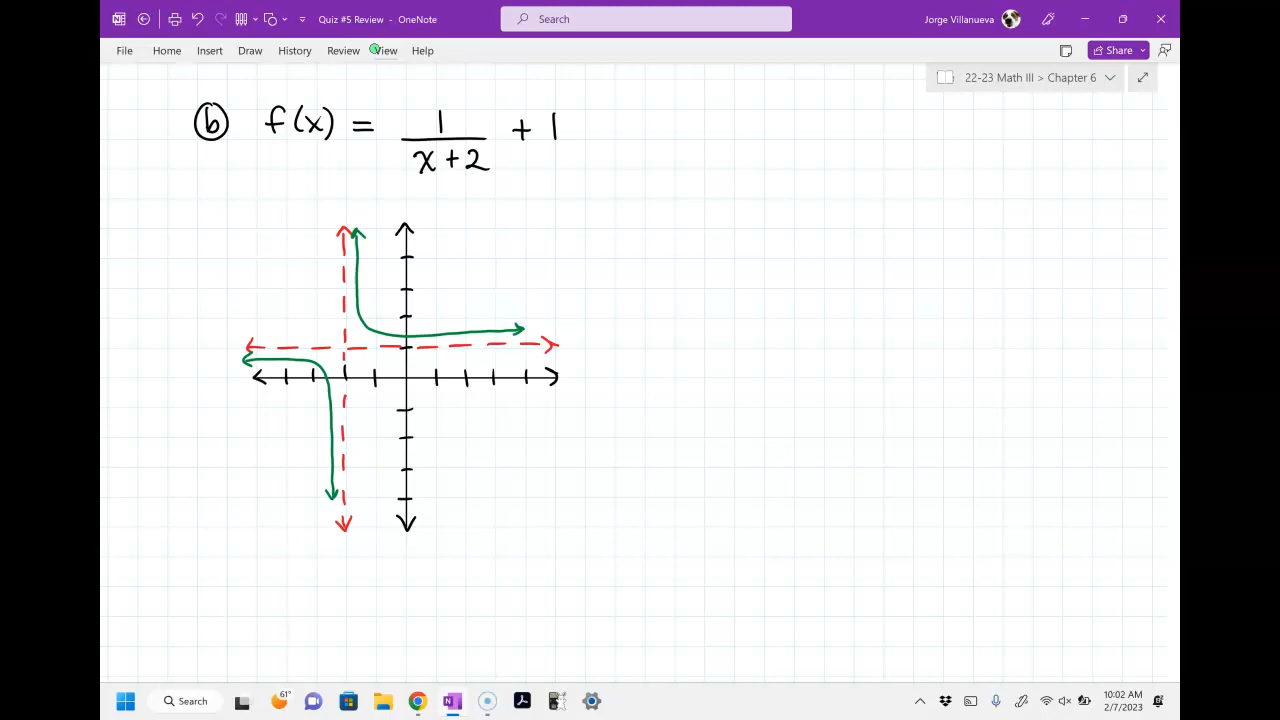 Quiz #5 Review - OneNote
Search
Jorge Villanueva
File Home Insert Draw History Review View Help
Share
22-23 Math III > Chapter 6
ⓑ f(x) = 1/(x+2) + 1
61°
Search
10:02 AM
2/7/2023